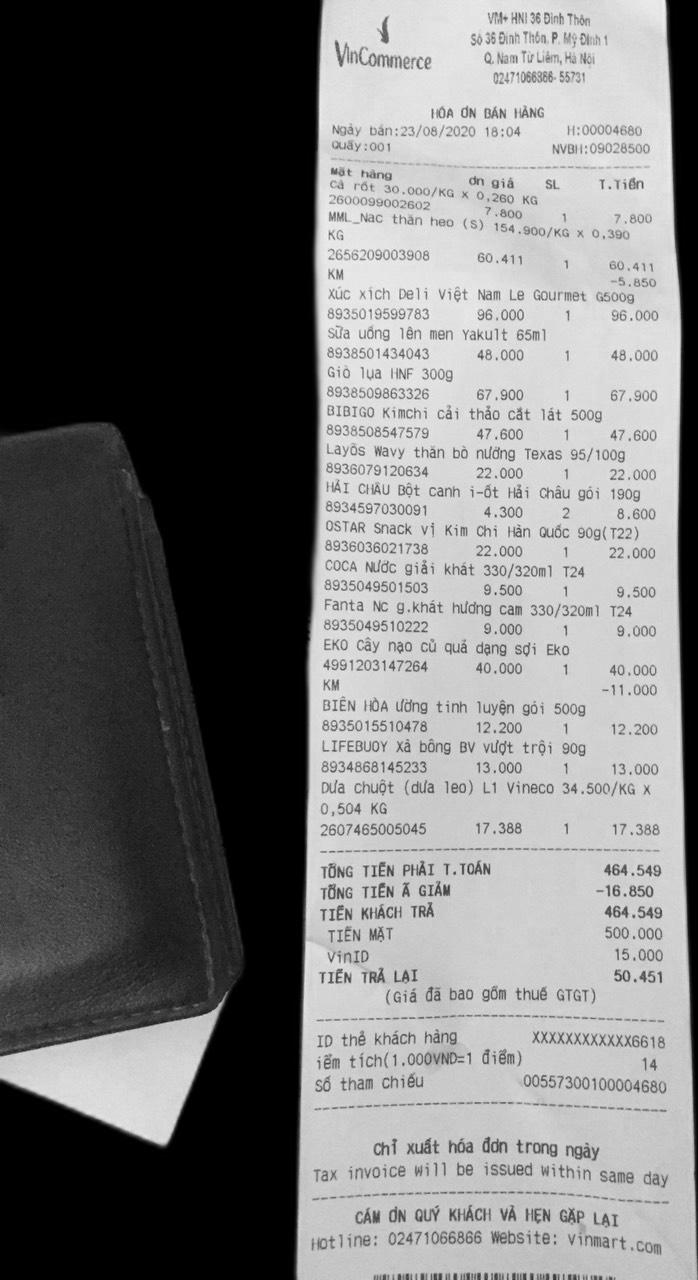 VinCommerce
VM+ HNI 36 Đình Thôn
Số 36 Đình Thôn, P. Mỹ Đình 1
Q. Nam Từ Liêm, Hà Nội
02471066866-55731
HÓA ƠN BÁN HÀNG
Ngày bán:23/08/2020 18:04 H:00004680
Quầy:001 NVBH:09028500
Mặt hàng ơn giá SL T.Tiền
Cà rốt 30.000/KG X 0,260 KG
2600099002602 7.800 1 7.800
MML_Nạc thăn heo (S) 154.900/KG X 0,390
KG
2656209003908 60.411 1 60.411
KM -5.850
Xúc xích Deli Việt Nam Le Gourmet G500g
8935019599783 96.000 1 96.000
Sữa uống lên men Yakult 65ml
8938501434043 48.000 1 48.000
Giò lụa HNF 300g
8938509863326 67.900 1 67.900
BIBIGO Kimchi cải thảo cắt lát 500g
8938508547579 47.600 1 47.600
Layõs Wavy thăn bò nướng Texas 95/100g
8936079120634 22.000 1 22.000
HẢI CHÂU Bột canh i-ốt Hải Châu gói 190g
8934597030091 4.300 2 8.600
OSTAR Snack vị Kim Chi Hàn Quốc 90g(T22)
8936036021738 22.000 1 22.000
COCA Nước giải khát 330/320ml T24
8935049501503 9.500 1 9.500
Fanta Nc g.khát hương cam 330/320ml T24
8935049510222 9.000 1 9.000
EKO Cây nạo củ quả dạng sợi Eko
4991203147264 40.000 1 40.000
KM -11.000
BIÊN HÒA ường tinh luyện gói 500g
8935015510478 12.200 1 12.200
LIFEBUOY Xà bông BV vượt trội 90g
8934868145233 13.000 1 13.000
Dưa chuột (dưa leo) L1 Vineco 34.500/KG X
0,504 KG
2607465005045 17.388 1 17.388
TỔNG TIỀN PHẢI T.TOÁN 464.549
TỔNG TIỀN Ã GIẢM -16.850
TIỀN KHÁCH TRẢ 464.549
TIỀN MẶT 500.000
VinID 15.000
TIỀN TRẢ LẠI 50.451
(Giá đã bao gồm thuế GTGT)
ID thẻ khách hàng XXXXXXXXXXXX6618
iểm tích(1.000VND=1 điểm) 14
Số tham chiếu 00557300100004680
Chỉ xuất hóa đơn trong ngày
Tax invoice will be issued within same day
CẢM ƠN QUÝ KHÁCH VÀ HẸN GẶP LẠI
Hotline: 02471066866 Website: Vinmart.com